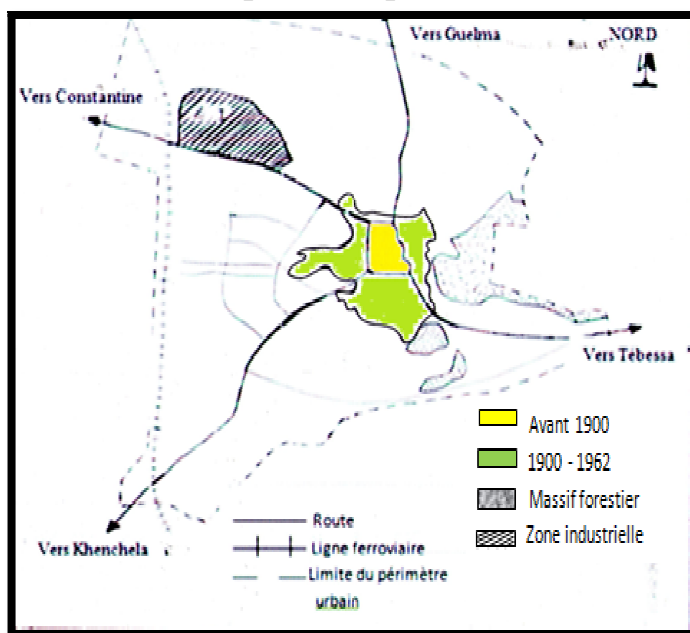 Vers Guelma
NORD
Vers Constantine
Vers Tébessa
Avant 1900
1900 - 1962
Massif forestier
Zone industrielle
Route
Ligne ferroviaire
Limite du périmètre
urbain
Vers Khenchela